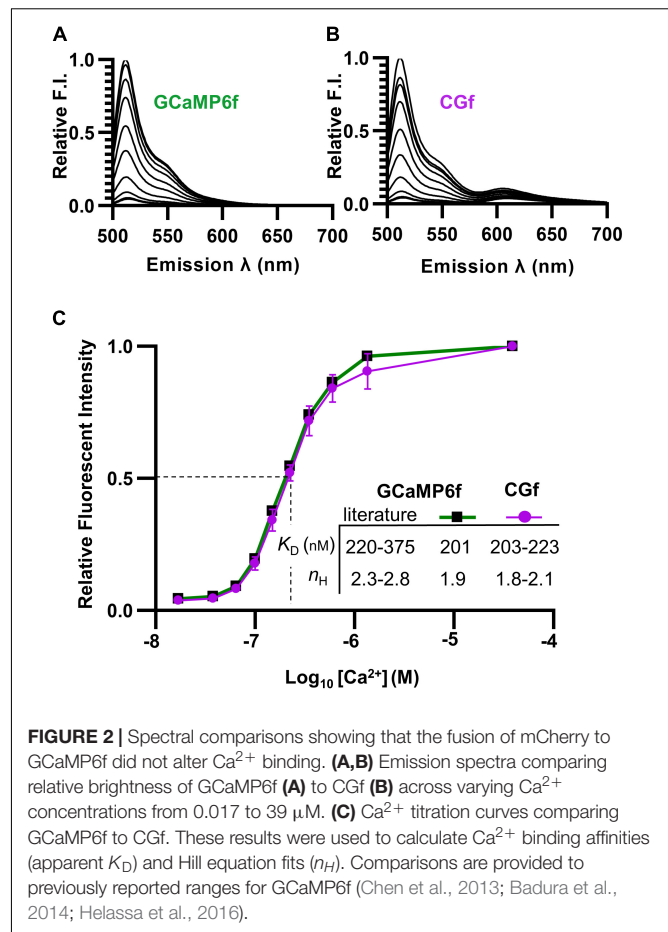 A
B
1.0
0.5
0.0
Relative F.I.
GCaMP6f
500 550 600 650 700
Emission λ (nm)
1.0
0.5
0.0
Relative F.I.
CGf
500 550 600 650 700
Emission λ (nm)
C
Relative Fluorescent Intensity
1.0
0.5
0.0
GCaMP6f CGf
literature
K_D (nM) 220-375 201 203-223
n_H 2.3-2.8 1.9 1.8-2.1
-8 -7 -6 -5 -4
Log₁₀ [Ca²⁺] (M)
FIGURE 2 | Spectral comparisons showing that the fusion of mCherry to
GCaMP6f did not alter Ca²⁺ binding. (A,B) Emission spectra comparing
relative brightness of GCaMP6f (A) to CGf (B) across varying Ca²⁺
concentrations from 0.017 to 39 μM. (C) Ca²⁺ titration curves comparing
GCaMP6f to CGf. These results were used to calculate Ca²⁺ binding affinities
(apparent K_D) and Hill equation fits (n_H). Comparisons are provided to
previously reported ranges for GCaMP6f (Chen et al., 2013; Badura et al.,
2014; Helassa et al., 2016).